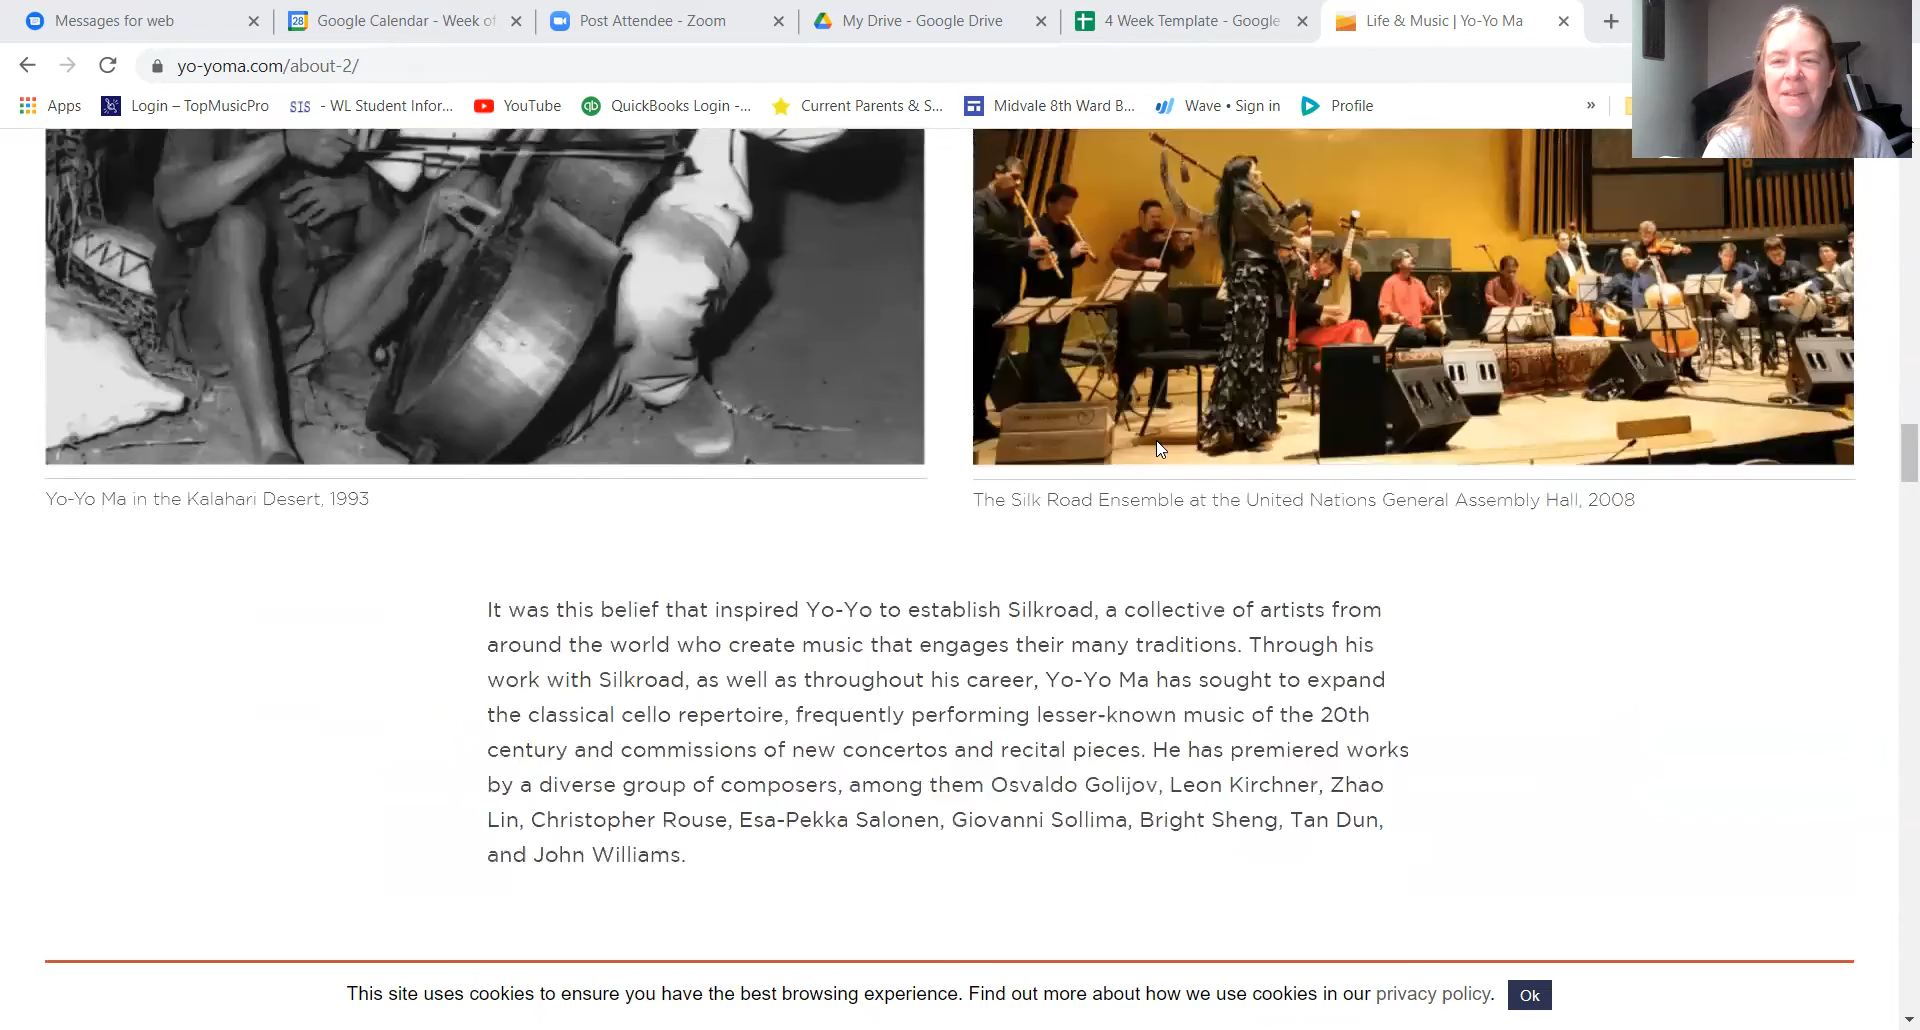 Messages for web
Google Calendar - Week of
Post Attendee - Zoom
My Drive - Google Drive
4 Week Template - Google
Life & Music | Yo-Yo Ma
yo-yoma.com/about-2/
Apps
Login – TopMusicPro
SIS - WL Student Infor...
YouTube
qb QuickBooks Login -...
Current Parents & S...
Midvale 8th Ward B...
Wave • Sign in
Profile
»
28
Yo-Yo Ma in the Kalahari Desert, 1993
The Silk Road Ensemble at the United Nations General Assembly Hall, 2008
It was this belief that inspired Yo-Yo to establish Silkroad, a collective of artists from
around the world who create music that engages their many traditions. Through his
work with Silkroad, as well as throughout his career, Yo-Yo Ma has sought to expand
the classical cello repertoire, frequently performing lesser-known music of the 20th
century and commissions of new concertos and recital pieces. He has premiered works
by a diverse group of composers, among them Osvaldo Golijov, Leon Kirchner, Zhao
Lin, Christopher Rouse, Esa-Pekka Salonen, Giovanni Sollima, Bright Sheng, Tan Dun,
and John Williams.
This site uses cookies to ensure you have the best browsing experience. Find out more about how we use cookies in our privacy policy.
Ok